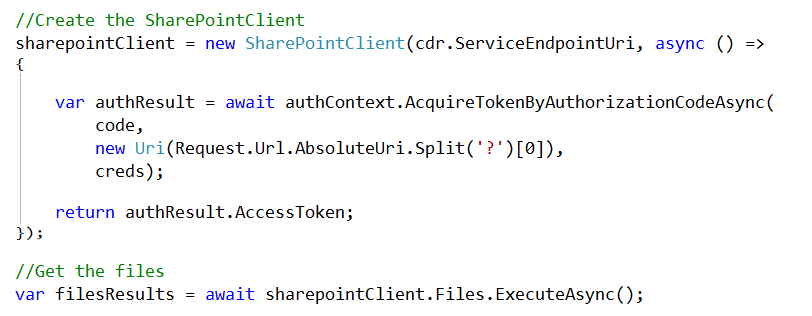 //Create the SharePointClient
sharepointClient = new SharePointClient(cdr.ServiceEndpointUri, async () =>
{
var authResult = await authContext.AcquireTokenByAuthorizationCodeAsync(
code,
new Uri(Request.Url.AbsoluteUri.Split('?')[0]),
creds);
return authResult.AccessToken;
});
//Get the files
var filesResults = await sharepointClient.Files.ExecuteAsync();